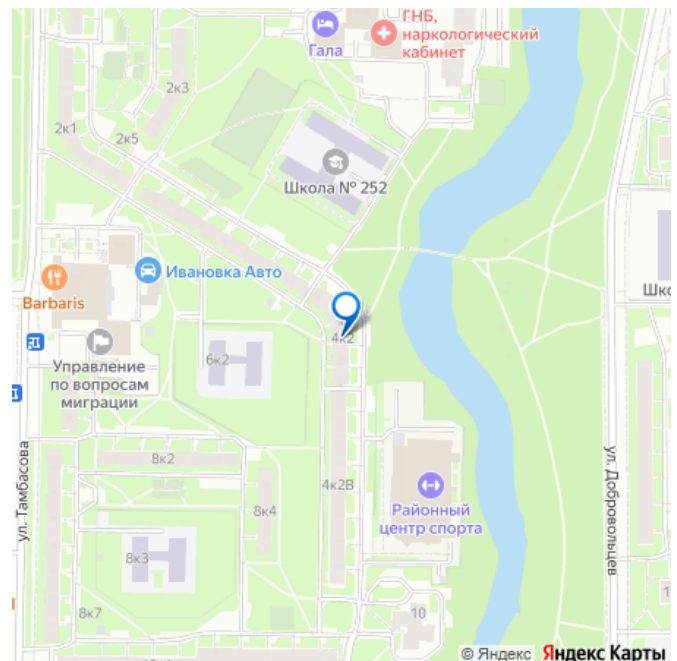 ГНБ,
наркологический
кабинет
Гала
2к3
2к1
2к5
Школа № 252
Ивановка Авто
Barbaris
Шко
4к2
6к2
Управление
по вопросам
миграции
8к2
4к2В
8к4
Районный
центр спорта
ул. Тамбасова
ул. Добровольцев
8к3
8к7
10
1
© Яндекс Яндекс Карты